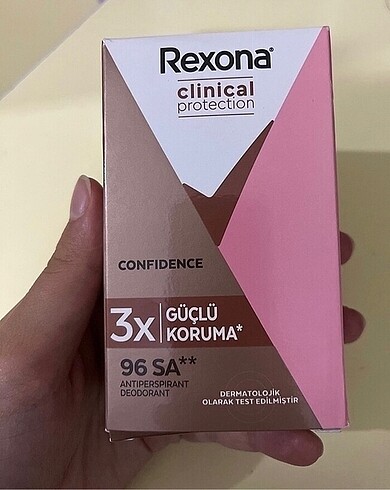 Rexona®
clinical
protection
CONFIDENCE
3x
GÜÇLÜ
KORUMA*
96 SA**
ANTIPERSPIRANT
DEODORANT
DERMATOLOJİK
OLARAK TEST EDİLMİŞTİR